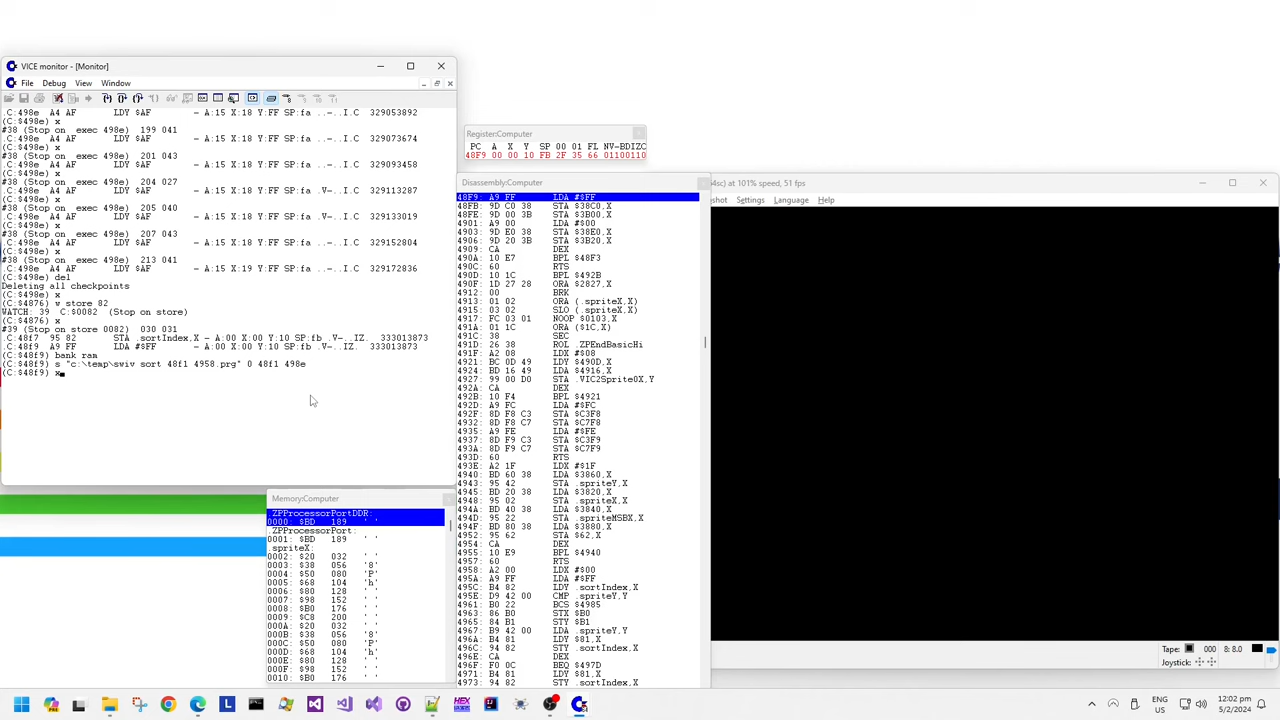 VICE monitor - [Monitor]
File Debug View Window
.C:498e  A4 AF       LDY $AF        - A:15 X:18 Y:FF SP:fa ..-..I.C  329053892
(C:$498e) x
#38 (Stop on  exec 498e)  199 041
.C:498e  A4 AF       LDY $AF        - A:15 X:18 Y:FF SP:fa ..-..I.C  329073674
(C:$498e) x
#38 (Stop on  exec 498e)  201 043
.C:498e  A4 AF       LDY $AF        - A:15 X:18 Y:FF SP:fa ..-..I.C  329093458
(C:$498e) x
#38 (Stop on  exec 498e)  204 027
.C:498e  A4 AF       LDY $AF        - A:15 X:18 Y:FF SP:fa ..-..I.C  329113287
(C:$498e) x
#38 (Stop on  exec 498e)  205 040
.C:498e  A4 AF       LDY $AF        - A:15 X:18 Y:FF SP:fa .V-..I.C  329133019
(C:$498e) x
#38 (Stop on  exec 498e)  207 043
.C:498e  A4 AF       LDY $AF        - A:15 X:18 Y:FF SP:fa ..-..I.C  329152804
(C:$498e) x
#38 (Stop on  exec 498e)  213 041
.C:498e  A4 AF       LDY $AF        - A:15 X:19 Y:FF SP:fa ..-..I.C  329172836
(C:$498e) del
Deleting all checkpoints
(C:$498e) x
(C:$4876) w store 82
WATCH: 39  C:$0082  (Stop on store)
(C:$4876) x
#39 (Stop on store 0082)  030 031
.C:48f7  95 82       STA .sortIndex,X - A:00 X:00 Y:10 SP:fb .V-..IZ.  333013873
.C:48f9  A9 FF       LDA #$FF       - A:00 X:00 Y:10 SP:fb .V-..IZ.  333013873
(C:$48f9) bank ram
(C:$48f9) s "c:\temp\swiv sort 48f1 4958.prg" 0 48f1 498e
(C:$48f9) x
Register:Computer
PC   A  X  Y  SP 00 01 FL NV-BDIZC
48F9 00 00 10 FB 2F 35 66 01100110
Disassembly:Computer
48F9: A9 FF       LDA #$FF
48FB: 9D C0 38    STA $38C0,X
48FE: 9D 00 3B    STA $3B00,X
4901: A9 00       LDA #$00
4903: 9D E0 38    STA $38E0,X
4906: 9D 20 3B    STA $3B20,X
4909: CA          DEX
490A: 10 E7       BPL $48F3
490C: 60          RTS
490D: 10 1C       BPL $492B
490F: 1D 27 28    ORA $2827,X
4912: 00          BRK
4913: 01 02       ORA (.spriteX,X)
4915: 03 02       SLO (.spriteX,X)
4917: FC 03 01    NOOP $0103,X
491A: 01 1C       ORA ($1C,X)
491C: 38          SEC
491D: 26 38       ROL .ZPEndBasicHi
491F: A2 08       LDX #$08
4921: BC 0D 49    LDY $490D,X
4924: BD 16 49    LDA $4916,X
4927: 99 00 D0    STA .VIC2Sprite0X,Y
492A: CA          DEX
492B: 10 F4       BPL $4921
492D: A9 FC       LDA #$FC
492F: 8D F8 C3    STA $C3F8
4932: 8D F8 C7    STA $C7F8
4935: A9 FE       LDA #$FE
4937: 8D F9 C3    STA $C3F9
493A: 8D F9 C7    STA $C7F9
493D: 60          RTS
493E: A2 1F       LDX #$1F
4940: BD 60 38    LDA $3860,X
4943: 95 42       STA .spriteY,X
4945: BD 20 38    LDA $3820,X
4948: 95 02       STA .spriteX,X
494A: BD 40 38    LDA $3840,X
494D: 95 22       STA .spriteMSBX,X
494F: BD 80 38    LDA $3880,X
4952: 95 62       STA $62,X
4954: CA          DEX
4955: 10 E9       BPL $4940
4957: 60          RTS
4958: A2 00       LDX #$00
495A: A9 FF       LDA #$FF
495C: B4 82       LDY .sortIndex,X
495E: D9 42 00    CMP .spriteY,Y
4961: B0 22       BCS $4985
4963: 86 B0       STX $B0
4965: 84 B1       STY $B1
4967: B9 42 00    LDA .spriteY,Y
496A: B4 81       LDY $81,X
496C: 94 82       STY .sortIndex,X
496E: CA          DEX
496F: F0 0C       BEQ $497D
4971: B4 81       LDY $81,X
4973: 94 82       STY .sortIndex,X
4sc) at 101% speed, 51 fps
shot Settings Language Help
Memory:Computer
.ZPProcessorPortDDR:
0000: $BD   189   ' '
.ZPProcessorPort:
0001: $BD   189   ' '
.spriteX:
0002: $20   032   ' '
0003: $38   056   '8'
0004: $50   080   'P'
0005: $68   104   'h'
0006: $80   128   ' '
0007: $98   152   ' '
0008: $B0   176   ' '
0009: $C8   200   ' '
000A: $20   032   ' '
000B: $38   056   '8'
000C: $50   080   'P'
000D: $68   104   'h'
000E: $80   128   ' '
000F: $98   152   ' '
0010: $B0   176   ' '
Tape: 000 8: 8.0
Joystick:
ENG
US
12:02 pm
5/2/2024